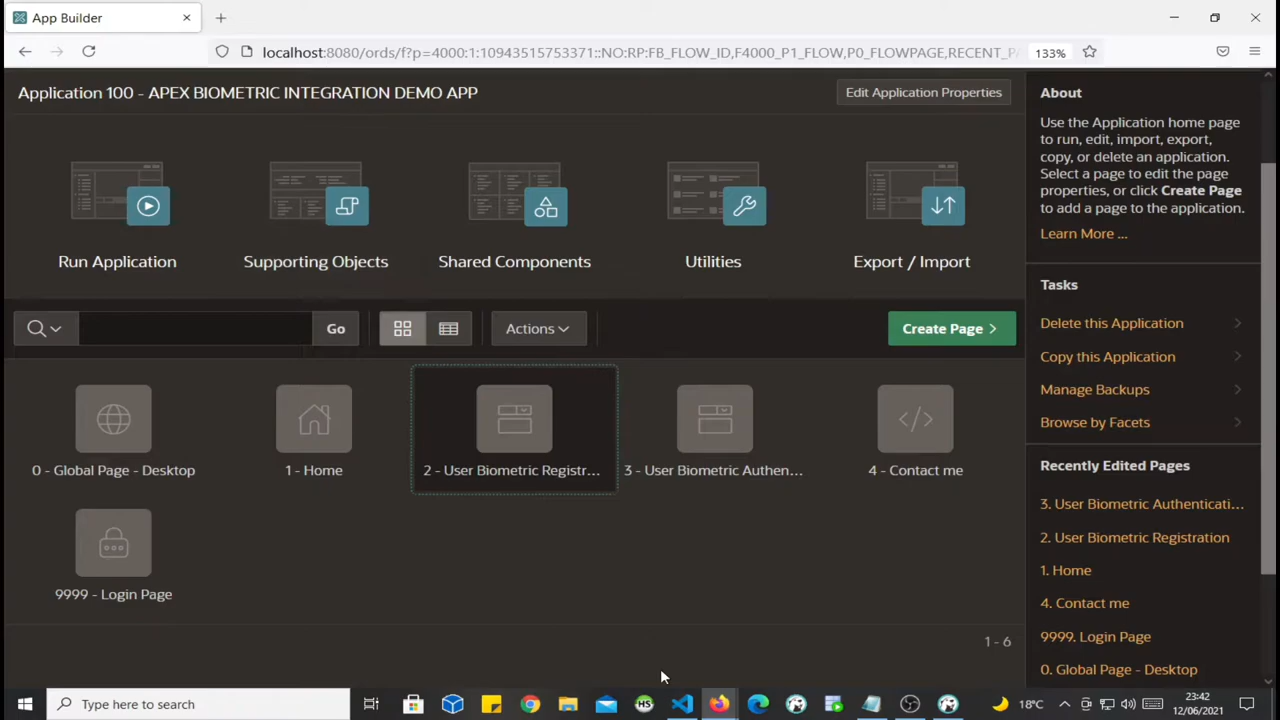 App Builder
localhost:8080/ords/f?p=4000:1:10943515753371::NO:RP:FB_FLOW_ID,F4000_P1_FLOW,P0_FLOWPAGE,RECENT_PA
133%
Application 100 - APEX BIOMETRIC INTEGRATION DEMO APP
Edit Application Properties
Run Application
Supporting Objects
Shared Components
Utilities
Export / Import
Go
Actions
Create Page
0 - Global Page - Desktop
1 - Home
2 - User Biometric Registr...
3 - User Biometric Authen...
4 - Contact me
9999 - Login Page
1 - 6
About
Use the Application home page
to run, edit, import, export,
copy, or delete an application.
Select a page to edit the page
properties, or click Create Page
to add a page to the application.
Learn More ...
Tasks
Delete this Application
Copy this Application
Manage Backups
Browse by Facets
Recently Edited Pages
3. User Biometric Authenticati...
2. User Biometric Registration
1. Home
4. Contact me
9999. Login Page
0. Global Page - Desktop
Type here to search
HS
18°C
23:42
12/06/2021